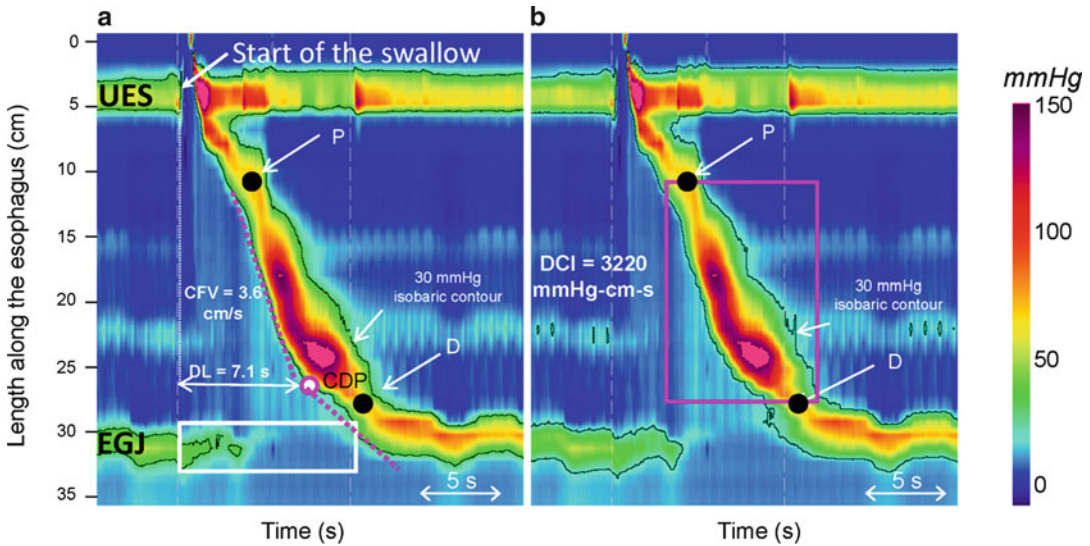 a
b
mmHg
Length along the esophagus (cm)
0
5
10
15
20
25
30
35
Start of the swallow
UES
P
CFV = 3.6
cm/s
30 mmHg
isobaric contour
DL = 7.1 s
CDP
D
EGJ
5 s
Time (s)
P
DCI = 3220
mmHg-cm-s
30 mmHg
isobaric contour
D
5 s
Time (s)
150
100
50
0